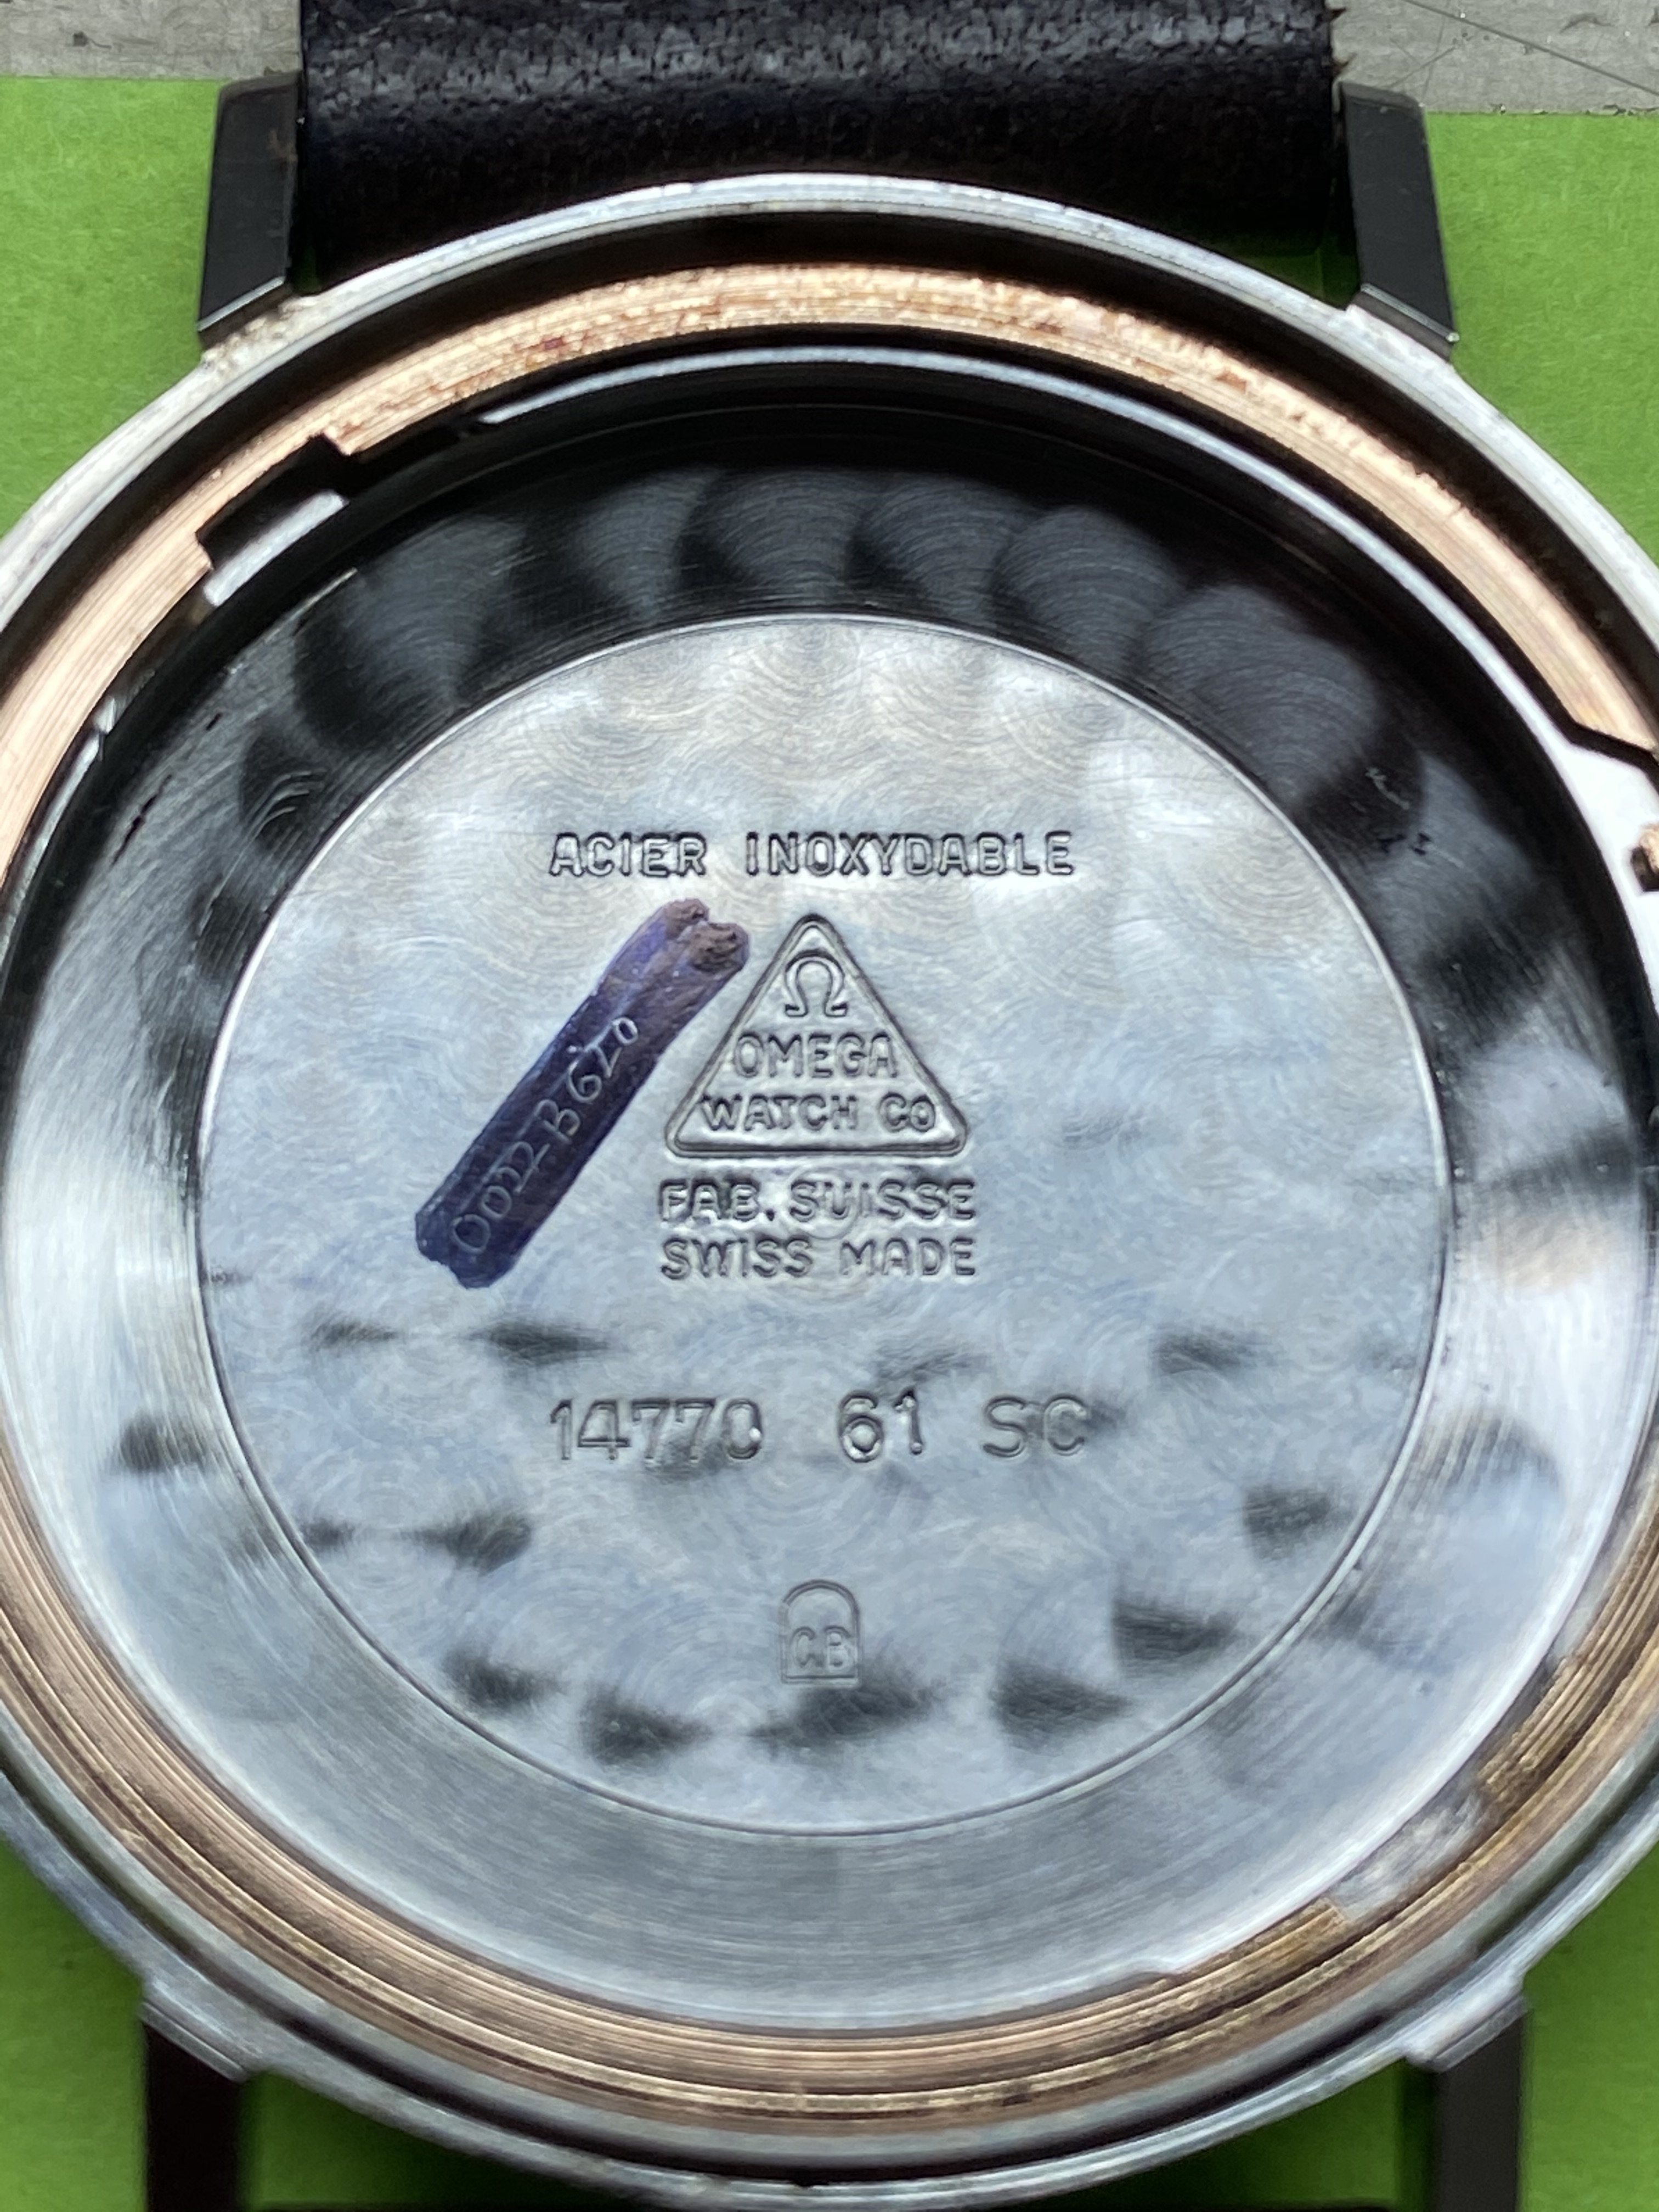 ACIER INOXYDABLE
Ω
OMEGA
WATCH CO
FAB. SUISSE
SWISS MADE
14770 61 SC
CB